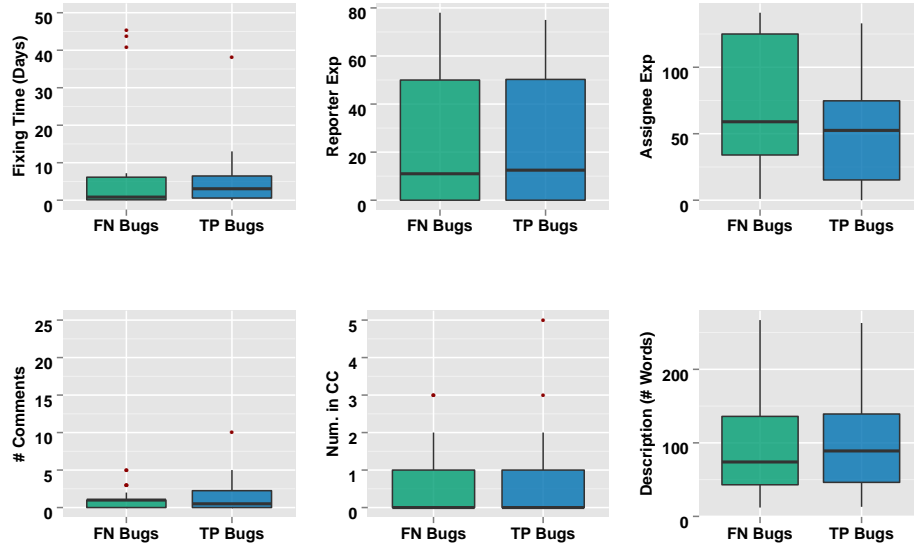 Fixing Time (Days)
50
40
30
20
10
0
FN Bugs TP Bugs
Reporter Exp
80
60
40
20
0
FN Bugs TP Bugs
Assignee Exp
100
50
0
FN Bugs TP Bugs
# Comments
25
20
15
10
5
0
FN Bugs TP Bugs
Num. in CC
5
4
3
2
1
0
FN Bugs TP Bugs
Description (# Words)
200
100
0
FN Bugs TP Bugs